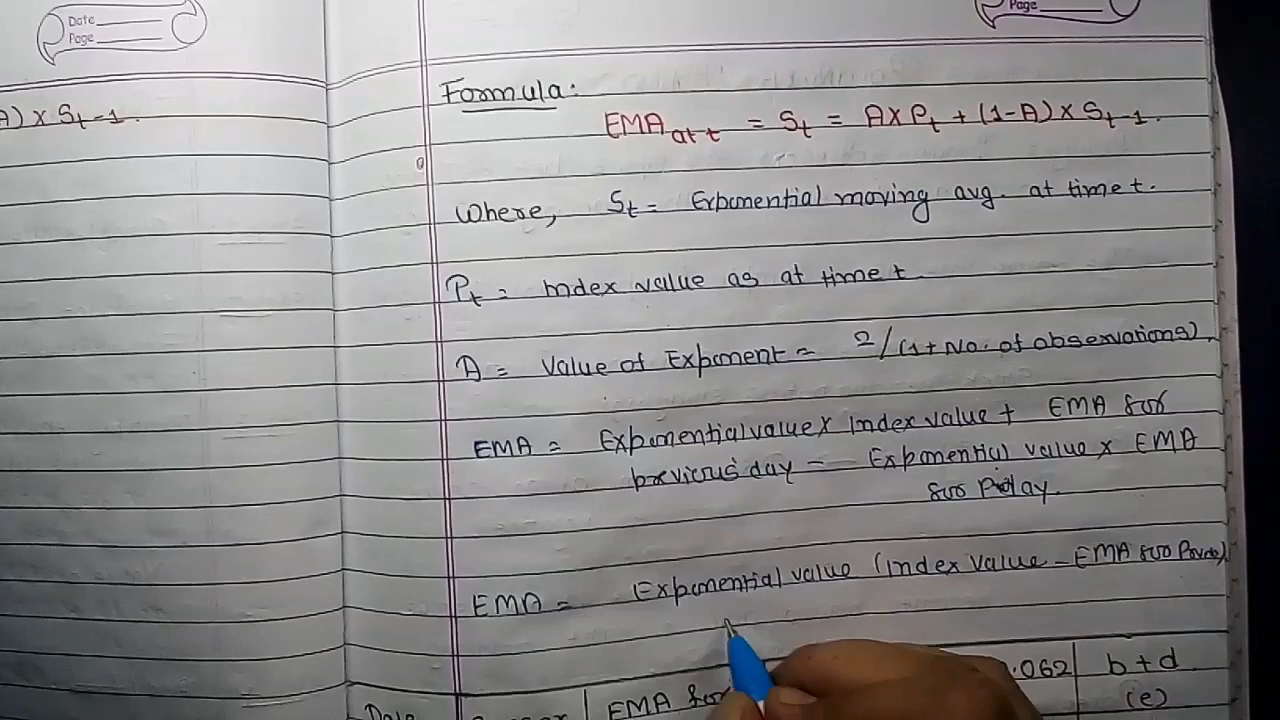 Date
Page
Page
A) x St-1.
Formula:
EMA at t = St = A x Pt + (1-A) x St-1.
Where, St = Exponential moving avg. at time t.
Pt = Index value as at time t
A = Value of Exponent = 2/(1+No. of observations).
EMA = Exponential value x Index value + EMA for
previous day - Exponential value x EMA
for P.day.
EMA = Exponential value (Index value - EMA for
.062 | b+d
Date | EMA for
(e)